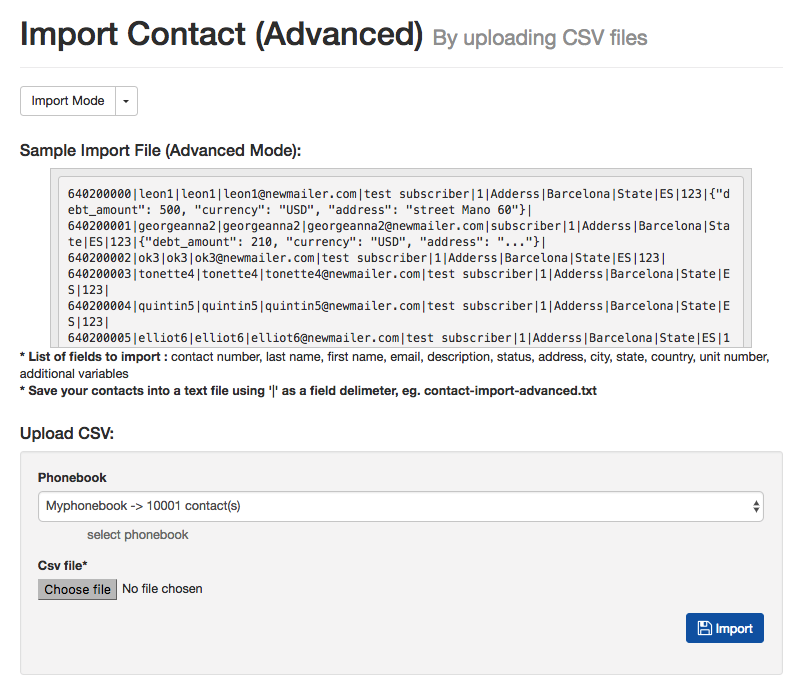 Import Contact (Advanced) By uploading CSV files
Import Mode
Sample Import File (Advanced Mode):
640200000|leon1|leon1|leon1@newmailer.com|test subscriber|1|Adderss|Barcelona|State|ES|123|{"d
ebt_amount": 500, "currency": "USD", "address": "street Mano 60"}|
640200001|georgeanna2|georgeanna2|georgeanna2@newmailer.com|subscriber|1|Adderss|Barcelona|Sta
te|ES|123|{"debt_amount": 210, "currency": "USD", "address": "..."}|
640200002|ok3|ok3|ok3@newmailer.com|test subscriber|1|Adderss|Barcelona|State|ES|123|
640200003|tonette4|tonette4|tonette4@newmailer.com|test subscriber|1|Adderss|Barcelona|State|E
S|123|
640200004|quintin5|quintin5|quintin5@newmailer.com|test subscriber|1|Adderss|Barcelona|State|E
S|123|
640200005|elliot6|elliot6|elliot6@newmailer.com|test subscriber|1|Adderss|Barcelona|State|ES|1
* List of fields to import : contact number, last name, first name, email, description, status, address, city, state, country, unit number,
additional variables
* Save your contacts into a text file using '|' as a field delimeter, eg. contact-import-advanced.txt
Upload CSV:
Phonebook
Myphonebook -> 10001 contact(s)
select phonebook
Csv file*
Choose file No file chosen
Import